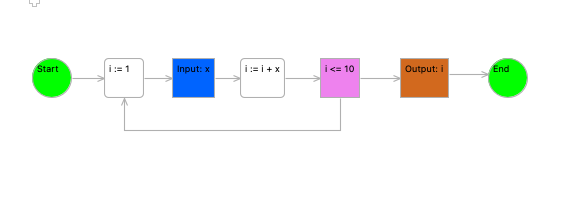 Start
i := 1
Input: x
i := i + x
i <= 10
Output: i
End